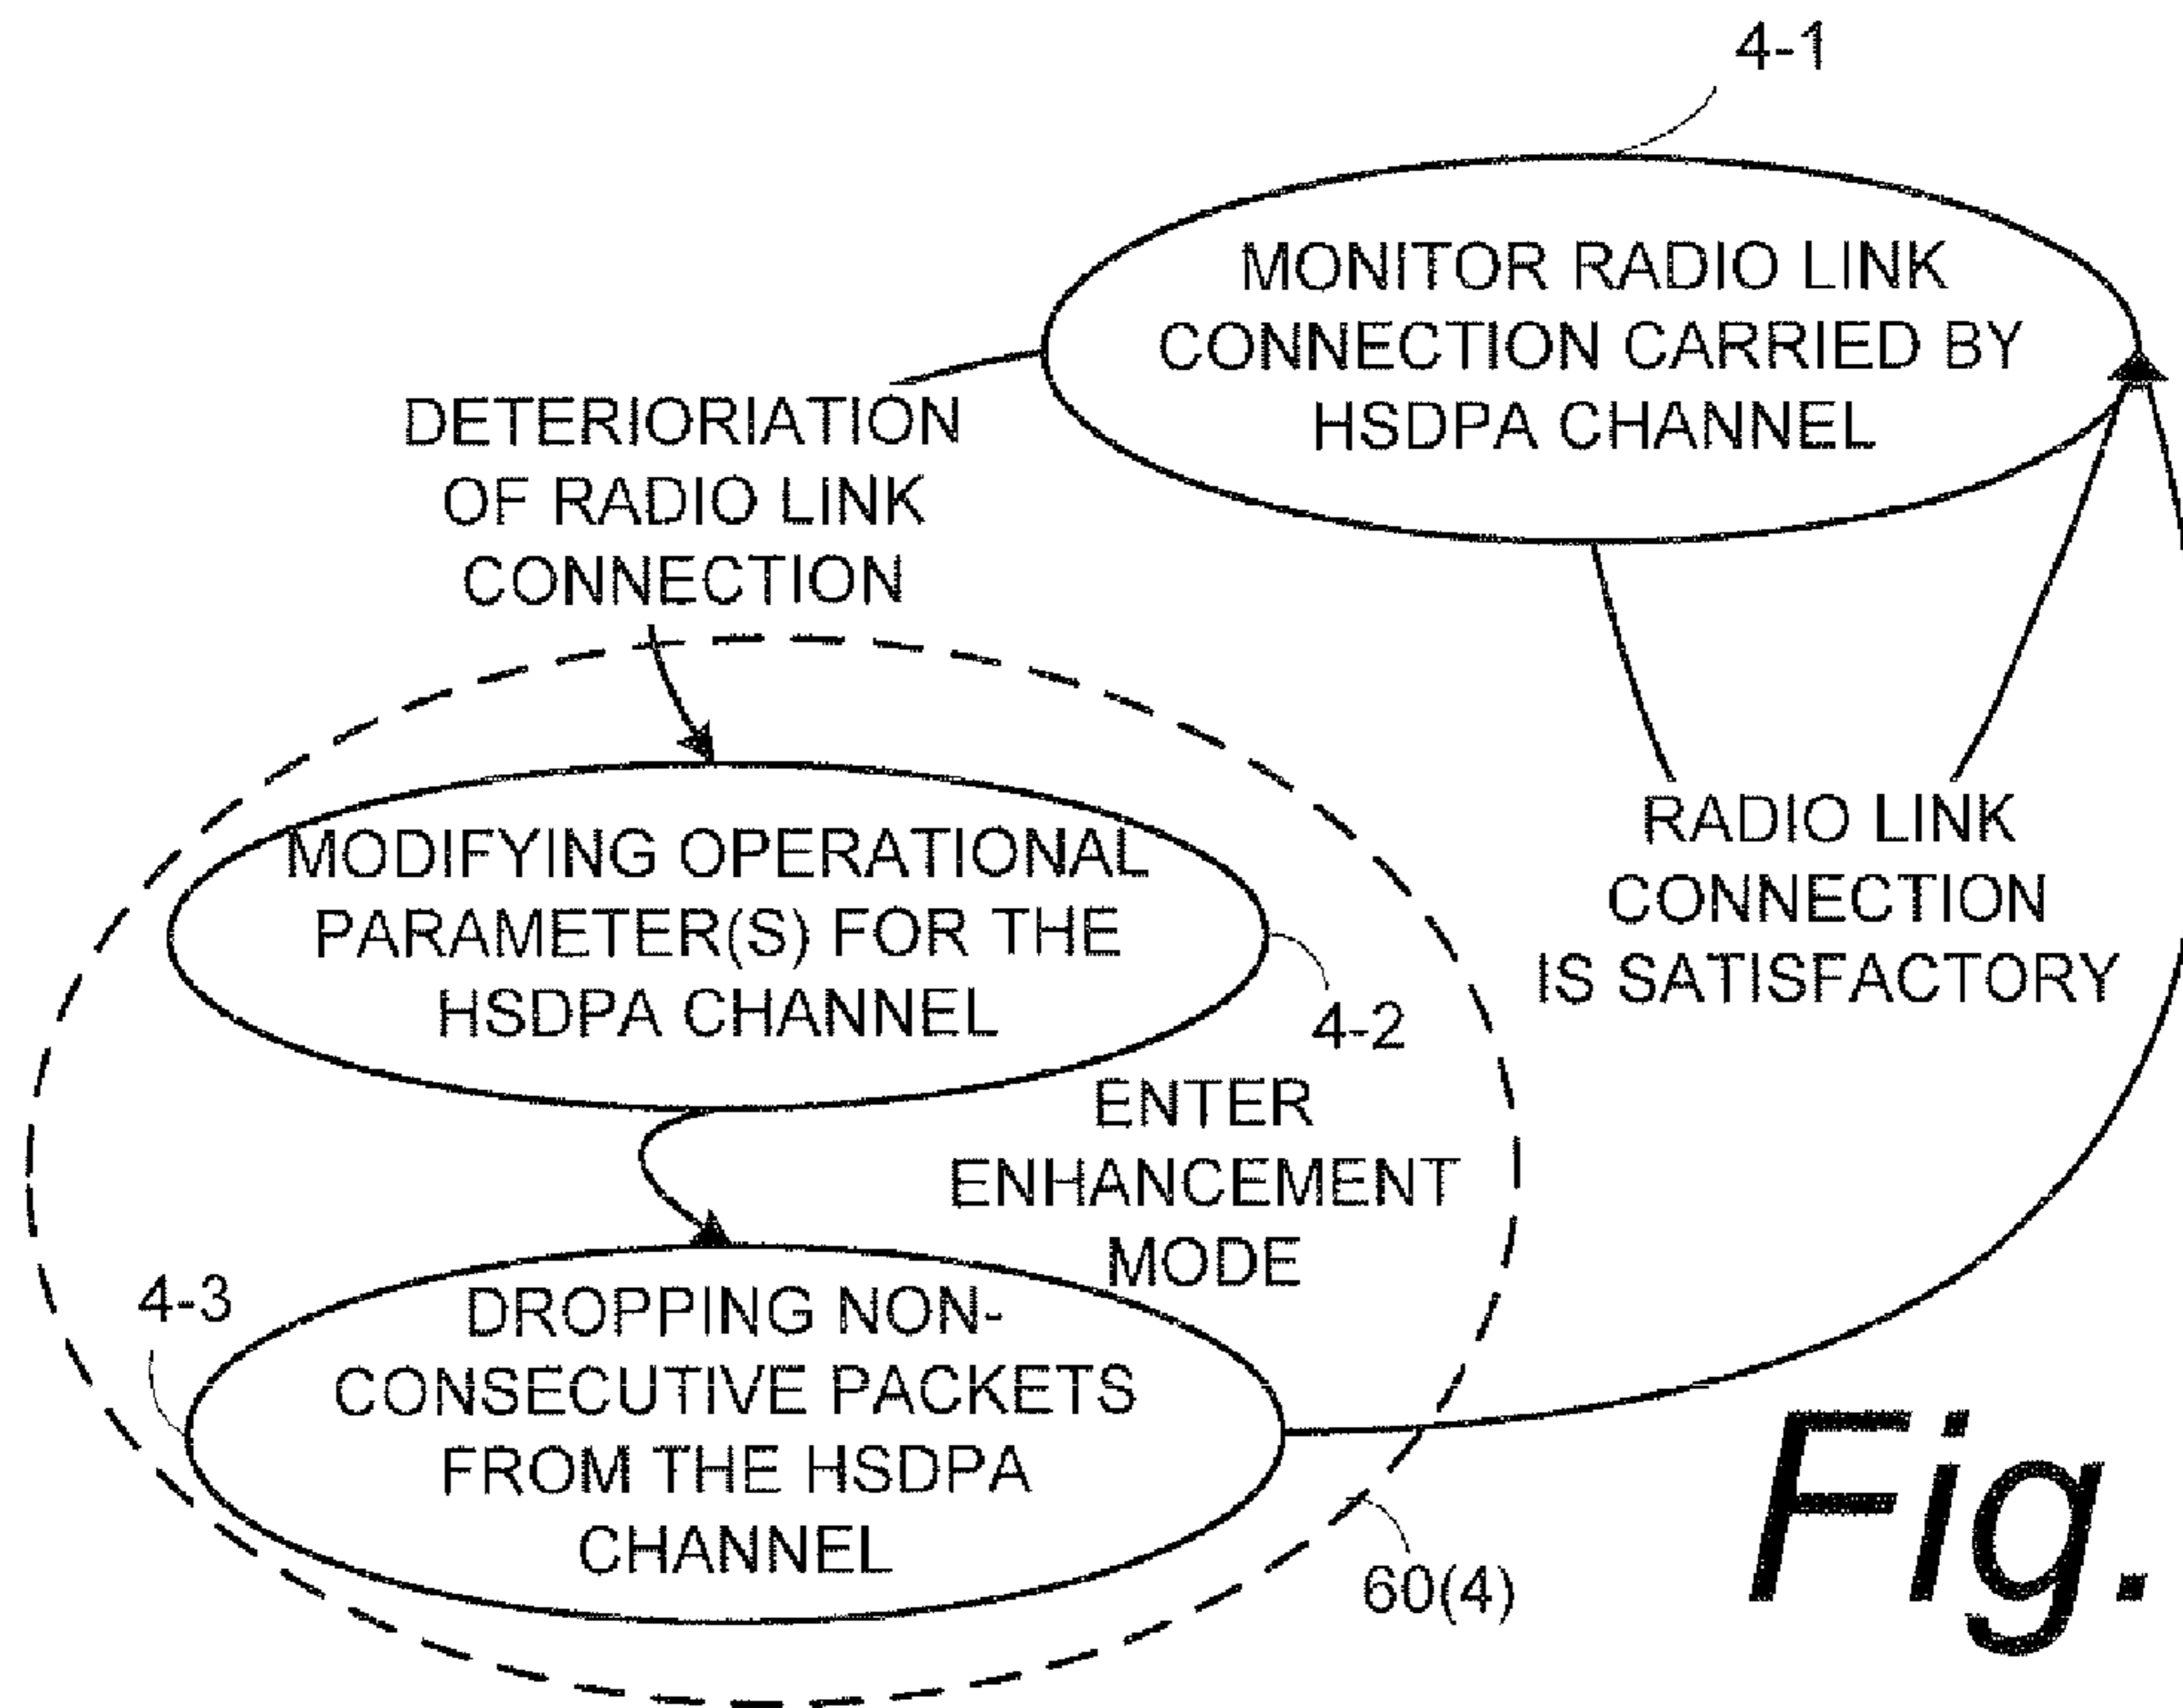 4-1
MONITOR RADIO LINK
CONNECTION CARRIED BY
HSDPA CHANNEL
DETERIORIATION
OF RADIO LINK
CONNECTION
RADIO LINK
CONNECTION
IS SATISFACTORY
MODIFYING OPERATIONAL
PARAMETER(S) FOR THE
HSDPA CHANNEL
4-2
ENTER
ENHANCEMENT
MODE
4-3
DROPPING NON-
CONSECUTIVE PACKETS
FROM THE HSDPA
CHANNEL
60(4)
Fig.